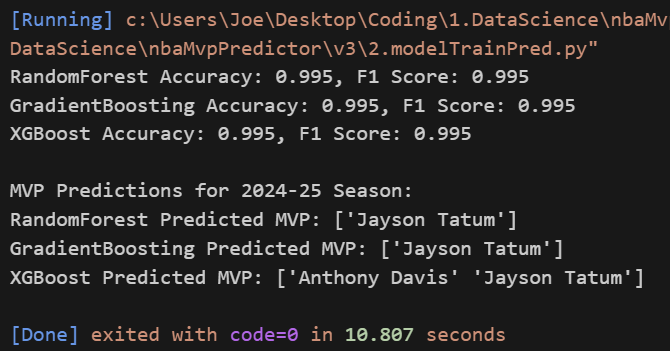 [Running] c:\Users\Joe\Desktop\Coding\1.DataScience\nbaMv
DataScience\nbaMvpPredictor\v3\2.modelTrainPred.py"
RandomForest Accuracy: 0.995, F1 Score: 0.995
GradientBoosting Accuracy: 0.995, F1 Score: 0.995
XGBoost Accuracy: 0.995, F1 Score: 0.995
MVP Predictions for 2024-25 Season:
RandomForest Predicted MVP: ['Jayson Tatum']
GradientBoosting Predicted MVP: ['Jayson Tatum']
XGBoost Predicted MVP: ['Anthony Davis' 'Jayson Tatum']
[Done] exited with code=0 in 10.807 seconds